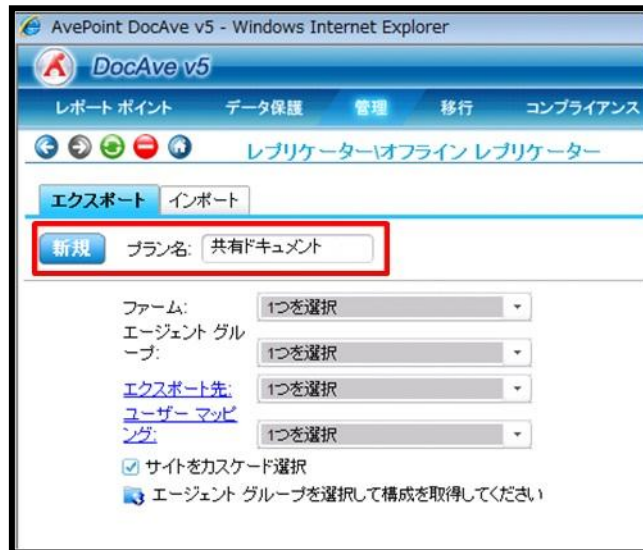 AvePoint DocAve v5 - Windows Internet Explorer
DocAve v5
レポート ポイント データ保護 管理 移行 コンプライアンス
レプリケーター\オフライン レプリケーター
エクスポート インポート
新規 プラン名: 共有ドキュメント
ファーム: 1つを選択
エージェント グル
ープ: 1つを選択
エクスポート先: 1つを選択
ユーザー マッピ
ング: 1つを選択
サイトをカスケード選択
エージェント グループを選択して構成を取得してください